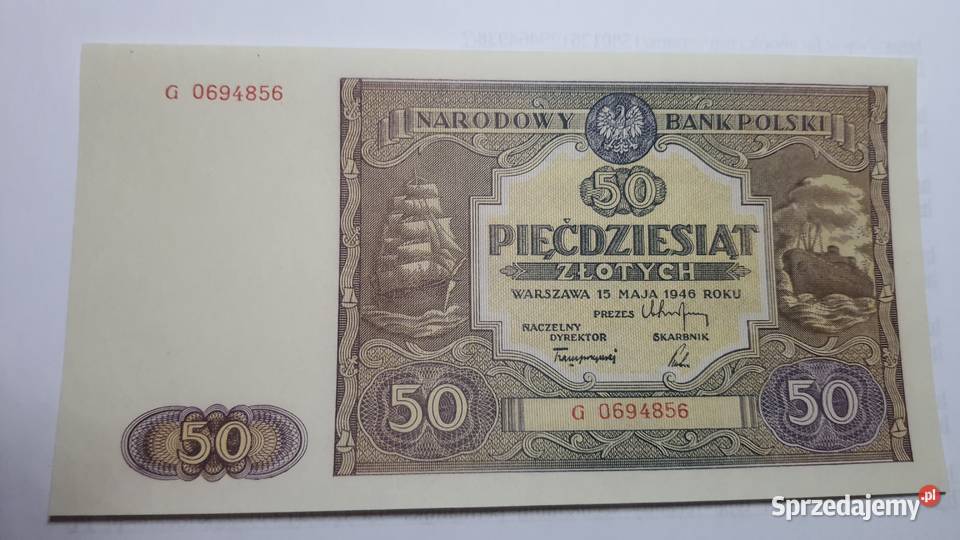 G 0694856
NARODOWY BANK POLSKI
50
PIĘĆDZIESIĄT
ZŁOTYCH
WARSZAWA 15 MAJA 1946 ROKU
PREZES
NACZELNY
DYREKTOR SKARBNIK
50 50
G 0694856
50
Sprzedajemy.pl